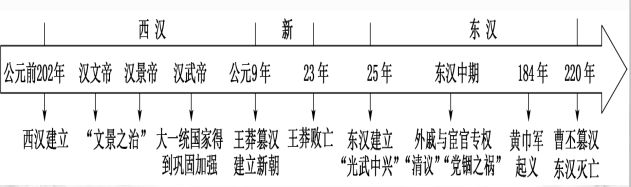 西汉 新 东汉
公元前202年 汉文帝 汉景帝 汉武帝 公元9年 23年 25年 东汉中期 184年 220年
西汉建立 “文景之治” 大一统国家得 王莽篡汉 王莽败亡 东汉建立 外戚与宦官专权 黄巾军 曹丕篡汉
到巩固加强 建立新朝 “光武中兴” “清议”“党锢之祸” 起义 东汉灭亡